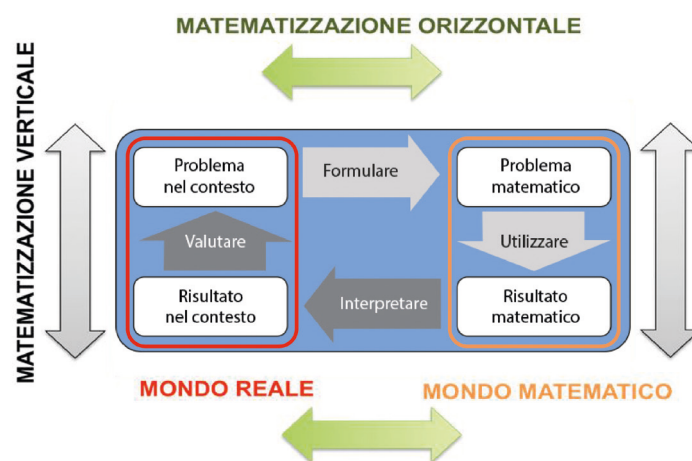 MATEMATIZZAZIONE ORIZZONTALE
MATEMATIZZAZIONE VERTICALE
Problema
nel contesto
Formulare
Problema
matematico
Valutare
Utilizzare
Risultato
nel contesto
Interpretare
Risultato
matematico
MONDO REALE
MONDO MATEMATICO